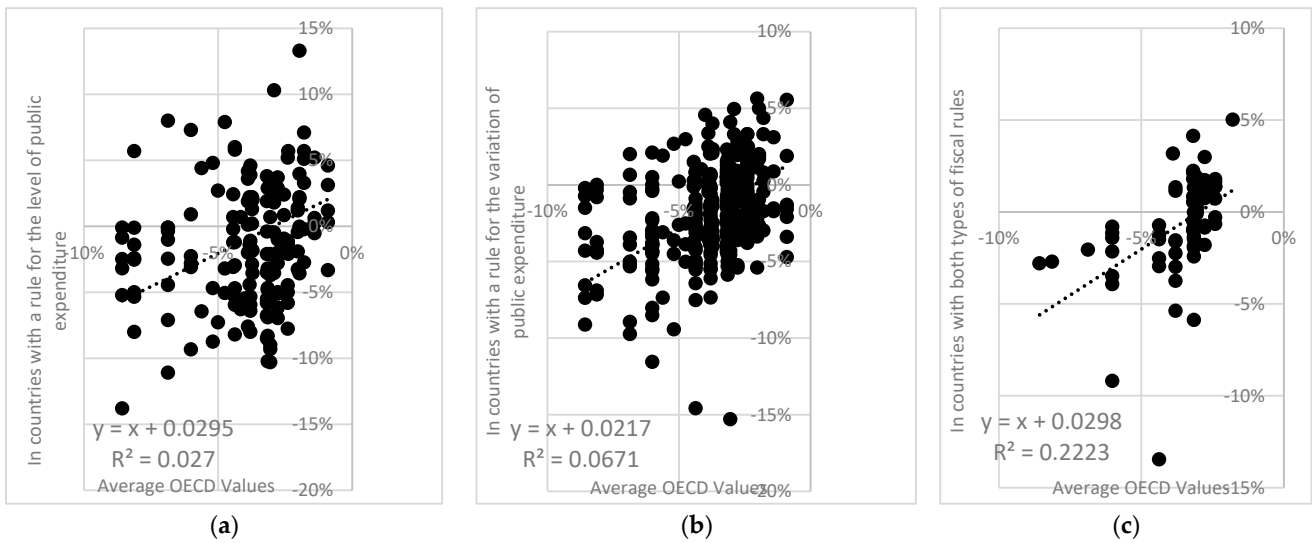 In countries with a rule for the level of public
expenditure
15%
10%
5%
0%
-10%
-5%
0%
-5%
-10%
-15%
-20%
y = x + 0.0295
R² = 0.027
Average OECD Values
(a)
In countries with a rule for the variation of
public expenditure
10%
5%
0%
-10%
-5%
0%
-5%
-10%
-15%
-20%
y = x + 0.0217
R² = 0.0671
Average OECD Values
(b)
In countries with both types of fiscal rules
10%
5%
0%
-10%
-5%
0%
-5%
-10%
-15%
y = x + 0.0298
R² = 0.2223
Average OECD Values
(c)